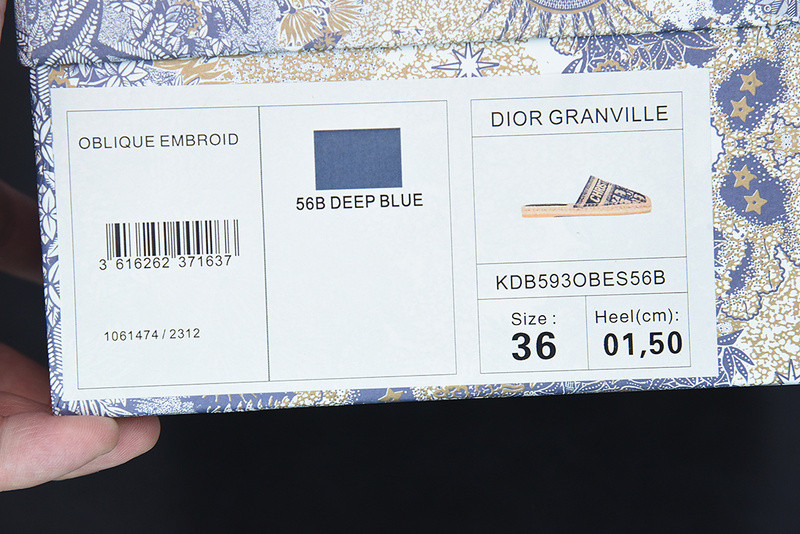 OBLIQUE EMBROID
3 616262 371637
1061474 / 2312
56B DEEP BLUE
DIOR GRANVILLE
KDB593OBES56B
Size :
36
Heel(cm):
01,50